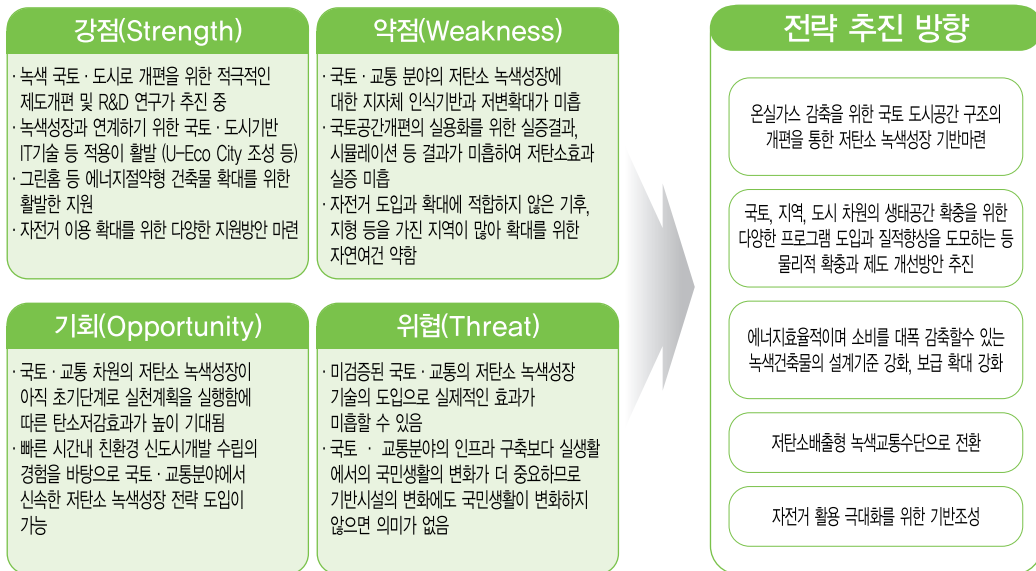 강점(Strength)
· 녹색 국토 · 도시로 개편을 위한 적극적인
제도개편 및 R&D 연구가 추진 중
· 녹색성장과 연계하기 위한 국토 · 도시기반
IT기술 등 적용이 활발 (U-Eco City 조성 등)
· 그린홈 등 에너지절약형 건축물 확대를 위한
활발한 지원
· 자전거 이용 확대를 위한 다양한 지원방안 마련
약점(Weakness)
· 국토 · 교통 분야의 저탄소 녹색성장에
대한 지자체 인식기반과 저변확대가 미흡
· 국토공간개편의 실용화를 위한 실증결과,
시뮬레이션 등 결과가 미흡하여 저탄소효과
실증 미흡
· 자전거 도입과 확대에 적합하지 않은 기후,
지형 등을 가진 지역이 많아 확대를 위한
자연여건 약함
기회(Opportunity)
· 국토 · 교통 차원의 저탄소 녹색성장이
아직 초기단계로 실천계획을 실행함에
따른 탄소저감효과가 높이 기대됨
· 빠른 시간내 친환경 신도시개발 수립의
경험을 바탕으로 국토 · 교통분야에서
신속한 저탄소 녹색성장 전략 도입이
가능
위협(Threat)
· 미검증된 국토 · 교통의 저탄소 녹색성장
기술의 도입으로 실제적인 효과가
미흡할 수 있음
· 국토 · 교통분야의 인프라 구축보다 실생활
에서의 국민생활의 변화가 더 중요하므로
기반시설의 변화에도 국민생활이 변화하지
않으면 의미가 없음
전략 추진 방향
온실가스 감축을 위한 국토 도시공간 구조의
개편을 통한 저탄소 녹색성장 기반마련
국토, 지역, 도시 차원의 생태공간 확충을 위한
다양한 프로그램 도입과 질적향상을 도모하는 등
물리적 확충과 제도 개선방안 추진
에너지효율적이며 소비를 대폭 감축할수 있는
녹색건축물의 설계기준 강화, 보급 확대 강화
저탄소배출형 녹색교통수단으로 전환
자전거 활용 극대화를 위한 기반조성